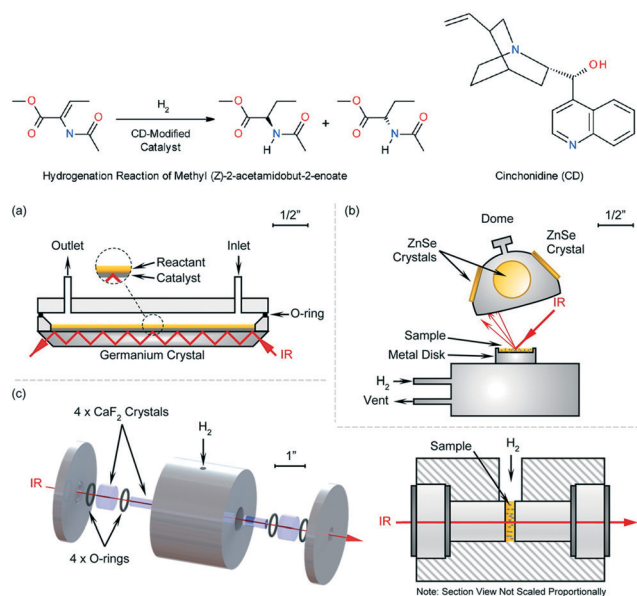 H2
CD-Modified
Catalyst
O
O
N
O
O
O
N
H
O
+
O
O
N
H
O
Hydrogenation Reaction of Methyl (Z)-2-acetamidobut-2-enoate
N
OH
N
Cinchonidine (CD)
(a)
1/2"
Outlet
Inlet
Reactant
Catalyst
O-ring
Germanium Crystal
IR
(b)
1/2"
Dome
ZnSe
Crystals
ZnSe
Crystal
IR
Sample
Metal Disk
H2
Vent
(c)
4 x CaF2 Crystals
H2
1"
IR
4 x O-rings
Sample
H2
IR
Note: Section View Not Scaled Proportionally